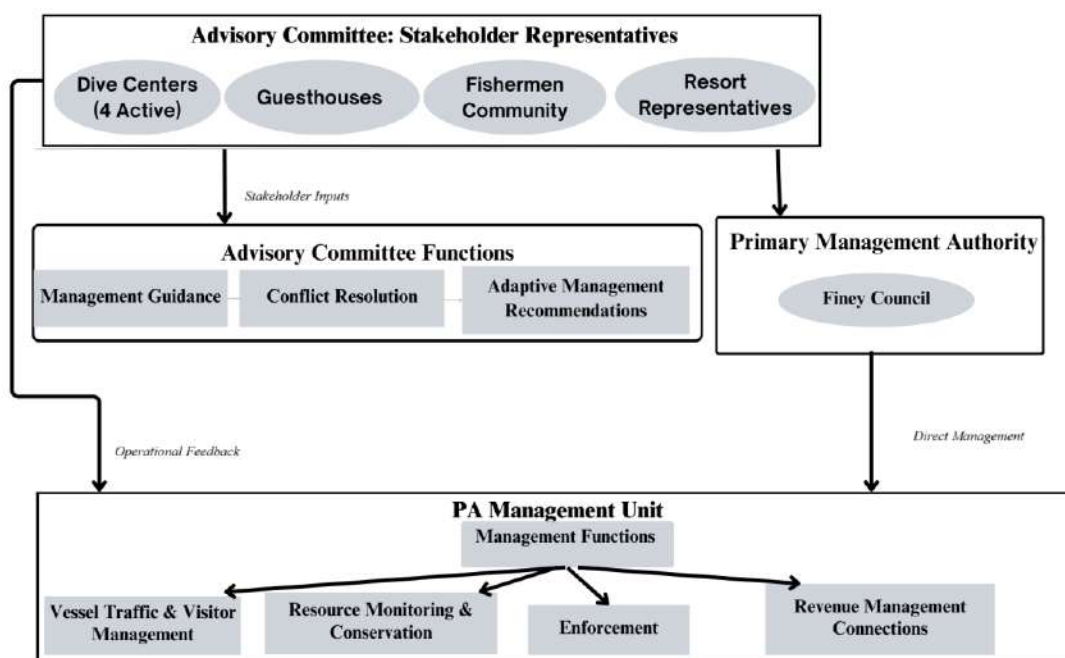 Advisory Committee: Stakeholder Representatives
Dive Centers
(4 Active)
Guesthouses
Fishermen
Community
Resort
Representatives
Stakeholder Inputs
Advisory Committee Functions
Management Guidance
Conflict Resolution
Adaptive Management
Recommendations
Primary Management Authority
Finey Council
Operational Feedback
Direct Management
PA Management Unit
Management Functions
Vessel Traffic & Visitor
Management
Resource Monitoring &
Conservation
Enforcement
Revenue Management
Connections